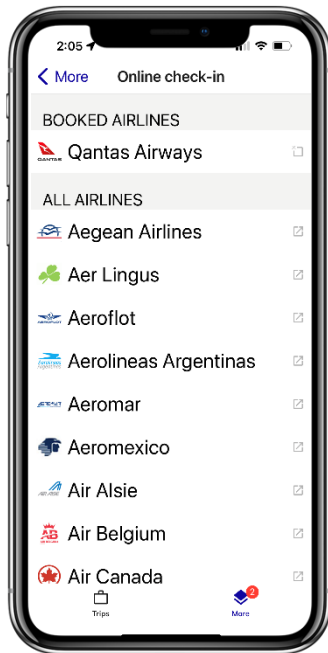 2:05
More
Online check-in
BOOKED AIRLINES
QANTAS Qantas Airways
ALL AIRLINES
Aegean Airlines
Aer Lingus
AEROFLOT Aeroflot
Aerolineas Argentinas
Aeromar
Aeromexico
Air Alsie
AB Air Belgium
Air Canada
Trips
2
More